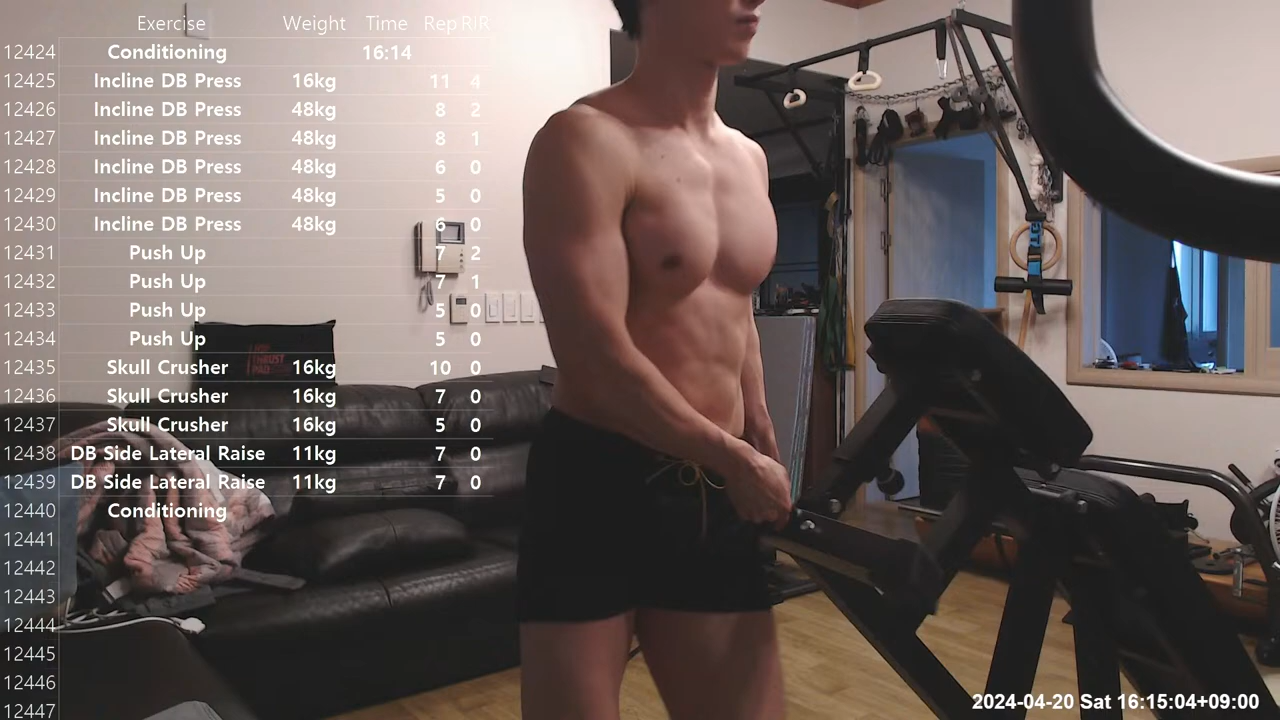 Exercise Weight Time Rep RIR
12424 Conditioning 16:14
12425 Incline DB Press 16kg 11 4
12426 Incline DB Press 48kg 8 2
12427 Incline DB Press 48kg 8 1
12428 Incline DB Press 48kg 6 0
12429 Incline DB Press 48kg 5 0
12430 Incline DB Press 48kg 6 0
12431 Push Up 7 2
12432 Push Up 7 1
12433 Push Up 5 0
12434 Push Up 5 0
12435 Skull Crusher 16kg 10 0
12436 Skull Crusher 16kg 7 0
12437 Skull Crusher 16kg 5 0
12438 DB Side Lateral Raise 11kg 7 0
12439 DB Side Lateral Raise 11kg 7 0
12440 Conditioning
12441
12442
12443
12444
12445
12446
12447
THRUST
PAD
2024-04-20 Sat 16:15:04+09:00